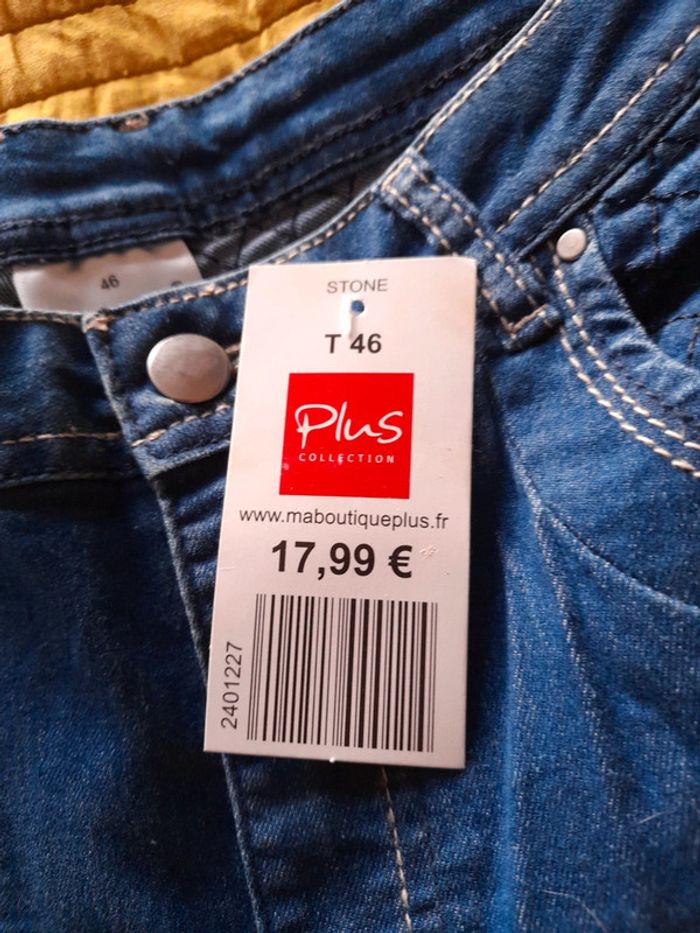 46
STONE
T 46
Plus
COLLECTION
www.maboutiqueplus.fr
17,99 €
2401227